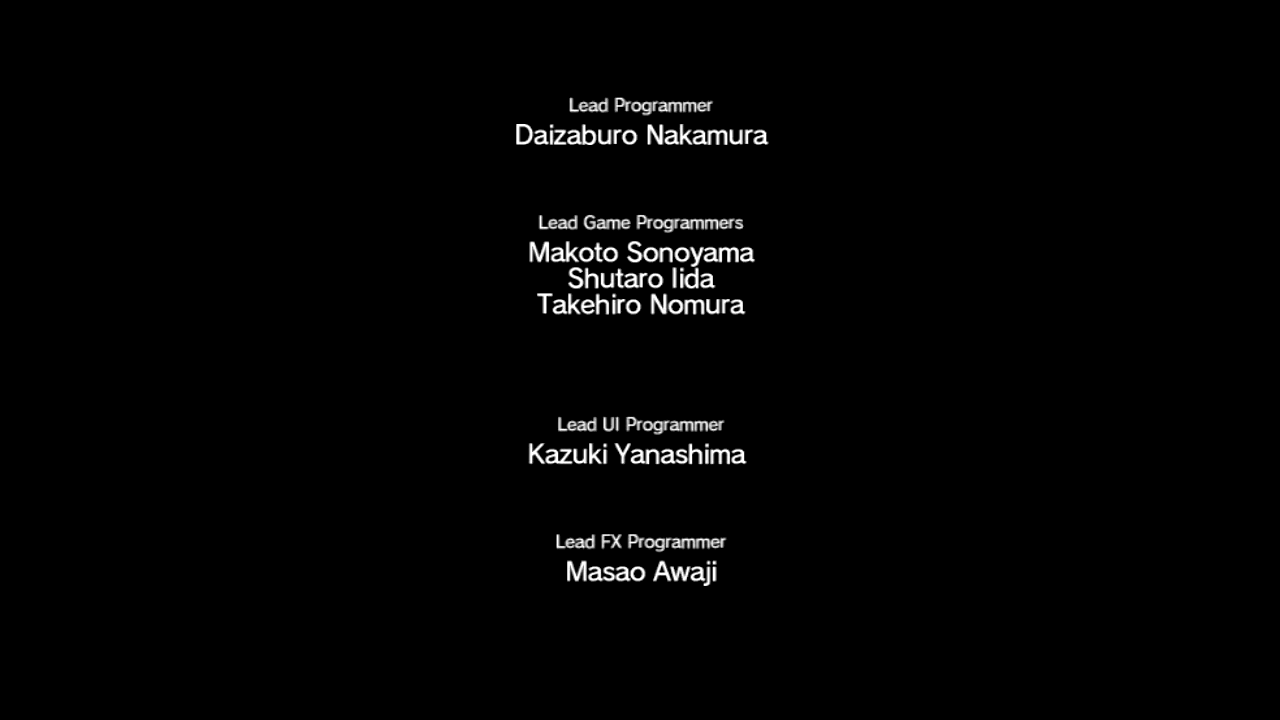 Lead Programmer
Daizaburo Nakamura
Lead Game Programmers
Makoto Sonoyama
Shutaro Iida
Takehiro Nomura
Lead UI Programmer
Kazuki Yanashima
Lead FX Programmer
Masao Awaji